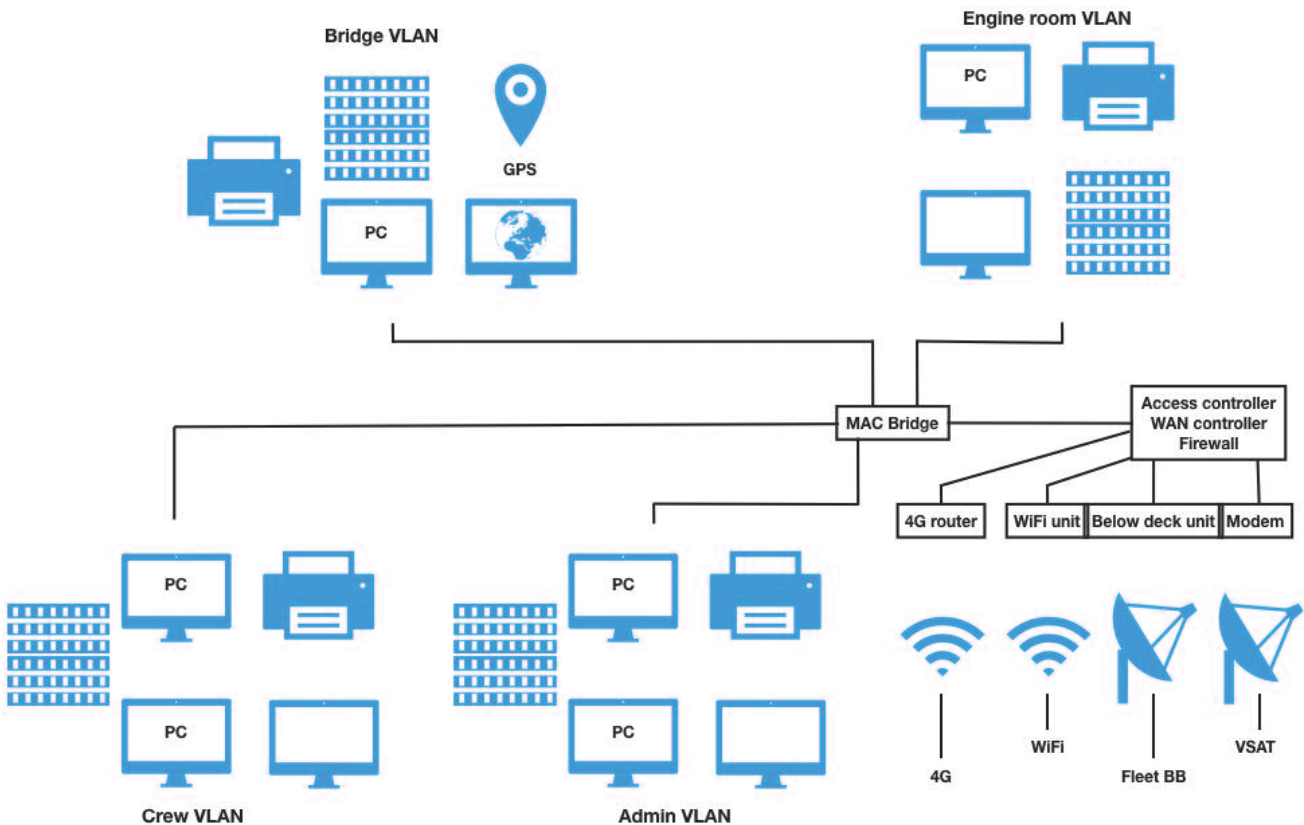 Bridge VLAN
GPS
PC
Engine room VLAN
PC
MAC Bridge
Access controller
WAN controller
Firewall
4G router
WiFi unit
Below deck unit
Modem
PC
PC
Crew VLAN
PC
PC
Admin VLAN
4G
WiFi
Fleet BB
VSAT